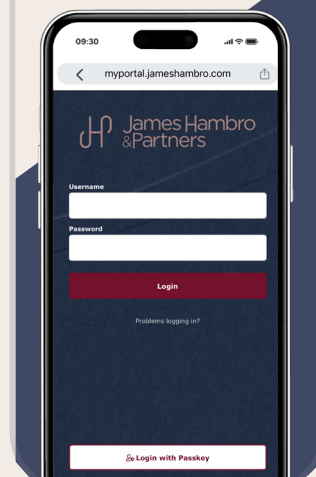 09:30
myportal.jameshambro.com
James Hambro
&Partners
Username
Password
Login
Problems logging in?
Login with Passkey